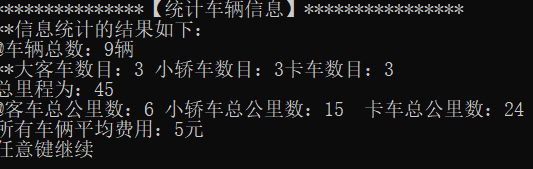 ***************【统计车辆信息】****************
**信息统计的结果如下：
@车辆总数：9辆
**大客车数目：3 小轿车数目：3卡车数目：3
总里程为：45
@客车总公里数：6 小轿车总公里数：15 卡车总公里数：24
所有车俩平均费用：5元
任意键继续